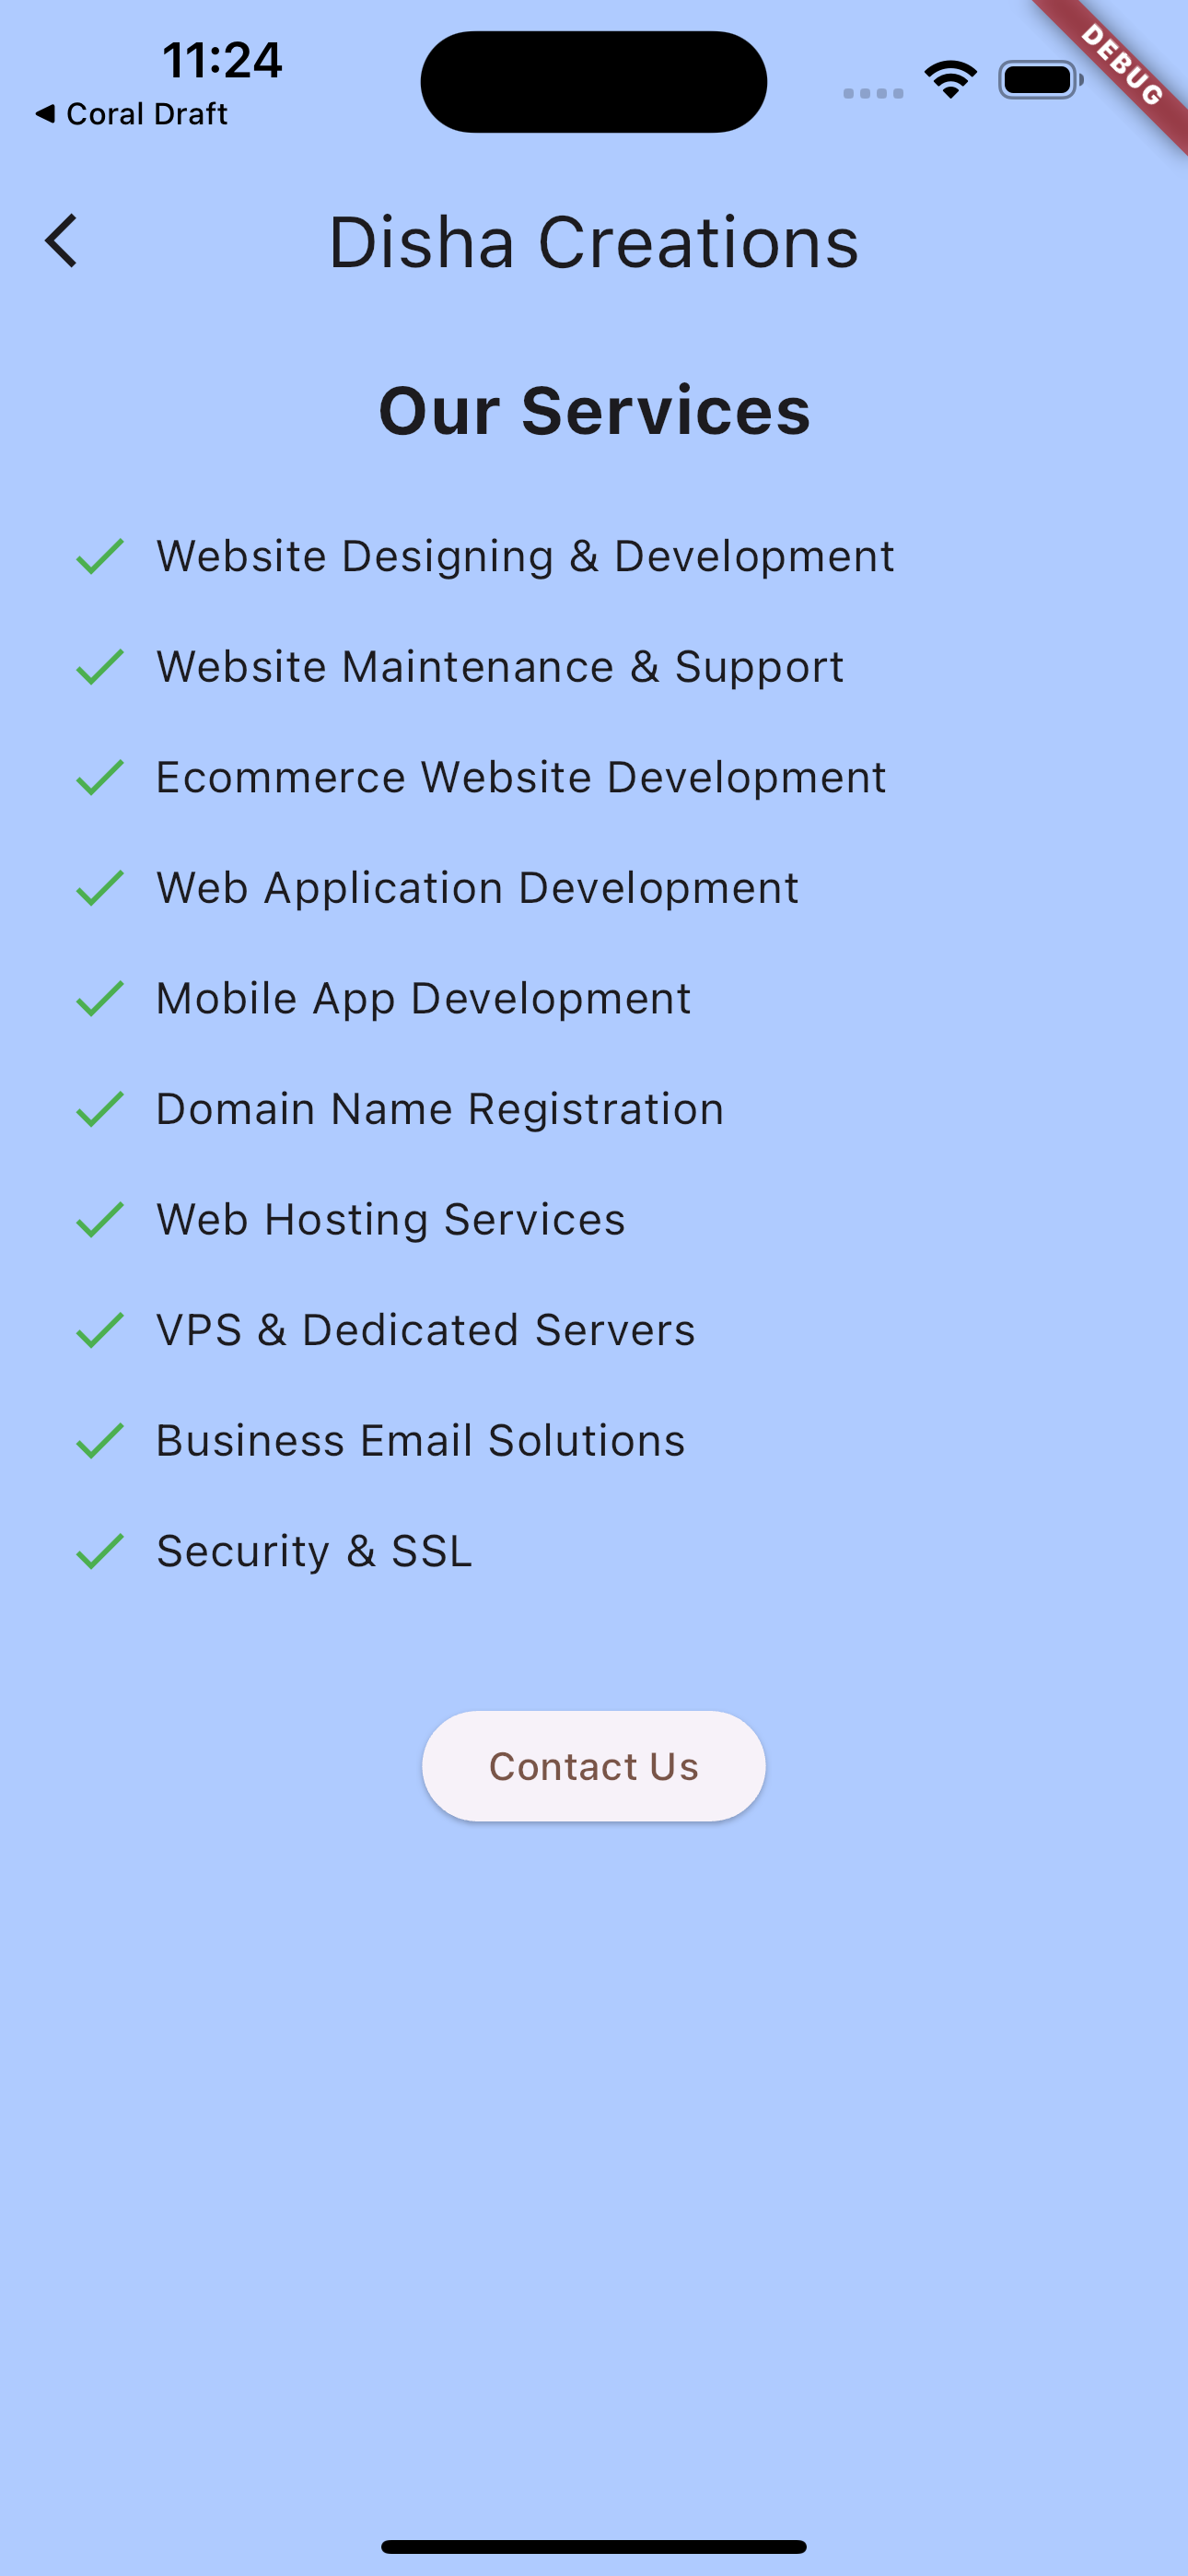 11:24
DEBUG
◀ Coral Draft
Disha Creations
Our Services
Website Designing & Development
Website Maintenance & Support
Ecommerce Website Development
Web Application Development
Mobile App Development
Domain Name Registration
Web Hosting Services
VPS & Dedicated Servers
Business Email Solutions
Security & SSL
Contact Us